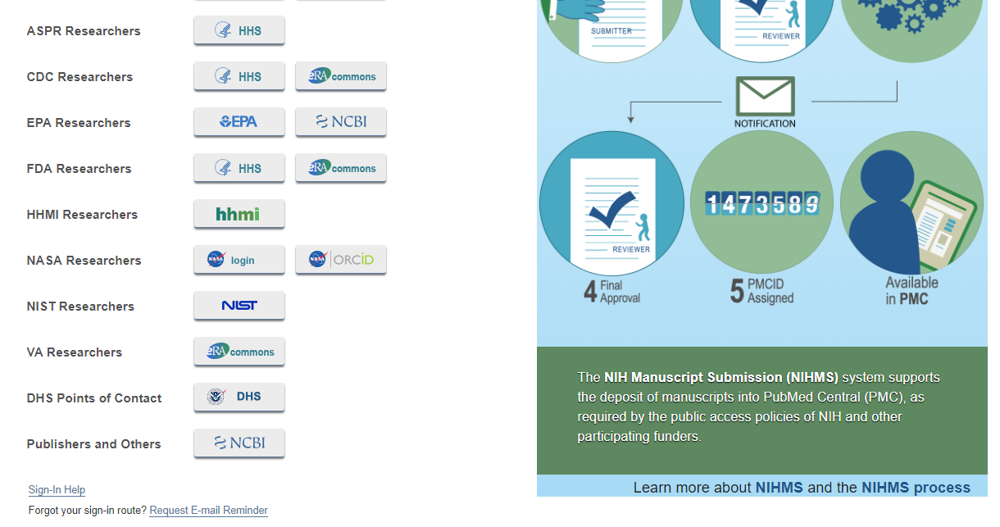 ASPR Researchers HHS
CDC Researchers HHS eRA commons
EPA Researchers EPA NCBI
FDA Researchers HHS eRA commons
HHMI Researchers hhmi
NASA Researchers NASA login NASA ORCID
NIST Researchers NIST
VA Researchers eRA commons
DHS Points of Contact DHS
Publishers and Others NCBI
Sign-In Help
Forgot your sign-in route? Request E-mail Reminder
SUBMITTER
REVIEWER
NOTIFICATION
REVIEWER
1473589
4 Final
Approval
5 PMCID
Assigned
Available
in PMC
The NIH Manuscript Submission (NIHMS) system supports
the deposit of manuscripts into PubMed Central (PMC), as
required by the public access policies of NIH and other
participating funders.
Learn more about NIHMS and the NIHMS process